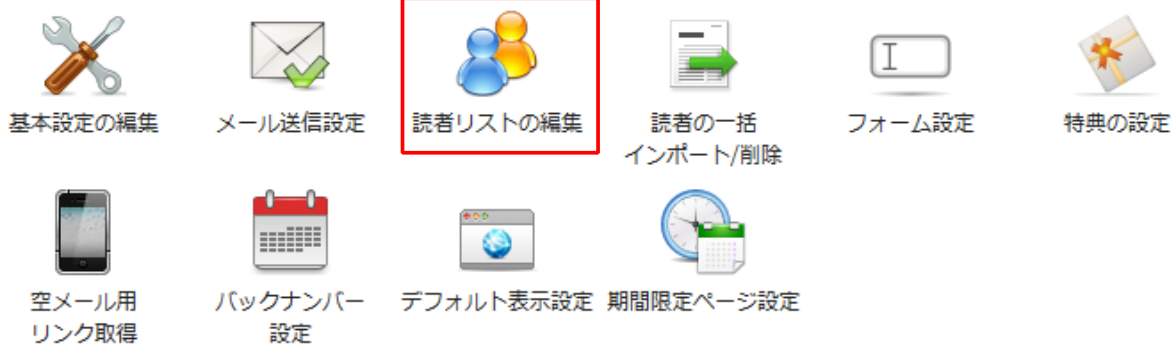 基本設定の編集
メール送信設定
読者リストの編集
読者の一括
インポート/削除
フォーム設定
特典の設定
空メール用
リンク取得
バックナンバー
設定
デフォルト表示設定
期間限定ページ設定